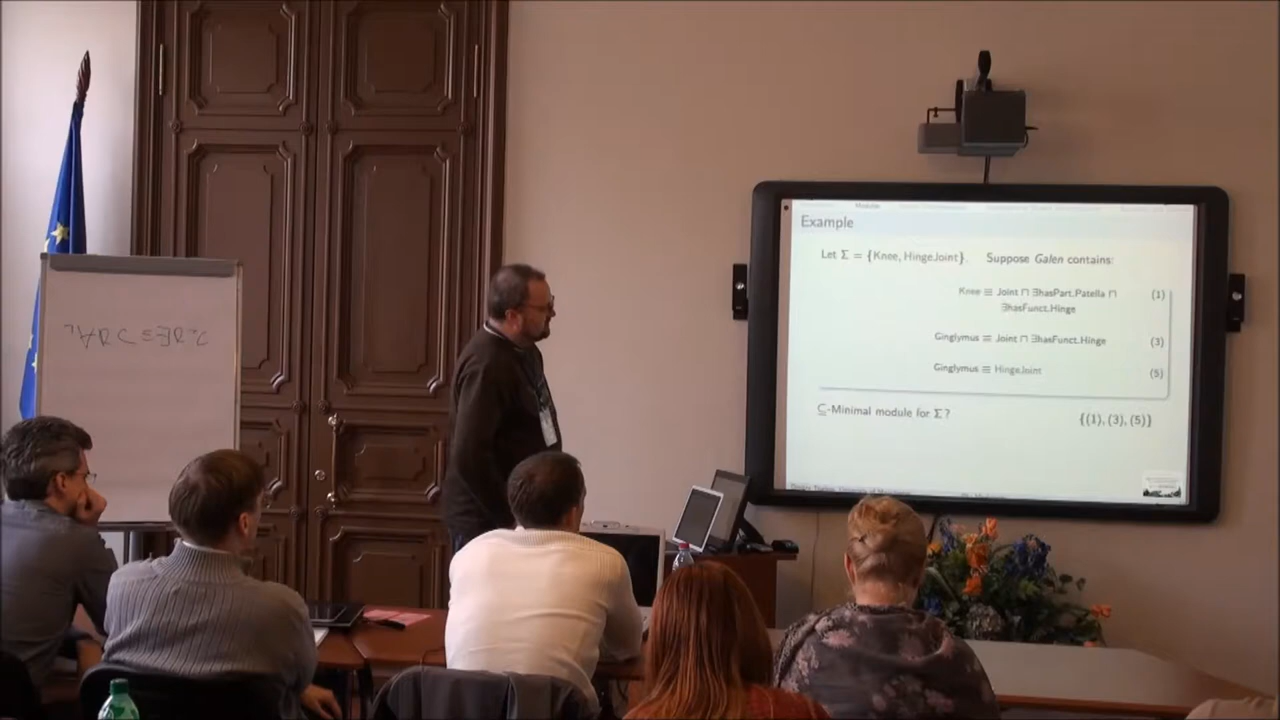 Example
Let Σ = {Knee, HingeJoint}. Suppose Galen contains:
Knee ≡ Joint ⊓ ∃hasPart.Patella ⊓ (1)
∃hasFunct.Hinge
Ginglymus ≡ Joint ⊓ ∃hasFunct.Hinge (3)
Ginglymus ≡ HingeJoint (5)
⊆-Minimal module for Σ? {(1), (3), (5)}